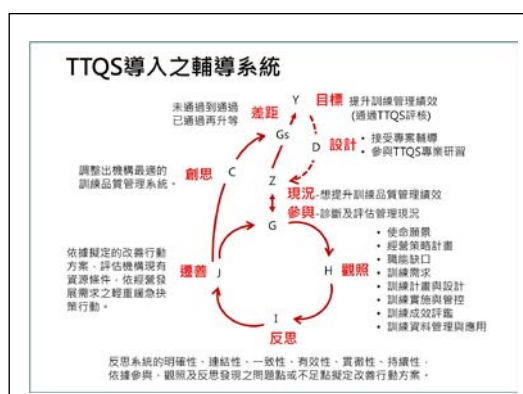 TTQS導入之輔導系統
Y 目標 提升訓練管理績效
(通過TTQS評核)
未通過到通過
已通過再升等
差距
Gs
D 設計
• 接受專案輔導
• 參與TTQS專業研習
調整出機構最適的
訓練品質管理系統。
創思 C
Z
現況-想提升訓練品質管理績效
參與-診斷及評估管理現況
G
依據擬定的改善行動
方案,評估機構現有
資源條件,依經營發
展需求之輕重緩急決
策行動。
遷善 J
H 觀照
• 使命願景
• 經營策略計畫
• 職能缺口
• 訓練需求
• 訓練計畫與設計
• 訓練實施與管控
• 訓練成效評鑑
• 訓練資料管理與應用
I
反思
反思系統的明確性、連結性、一致性、有效性、貫徹性、持續性,
依據參與、觀照及反思發現之問題點或不足點擬定改善行動方案。